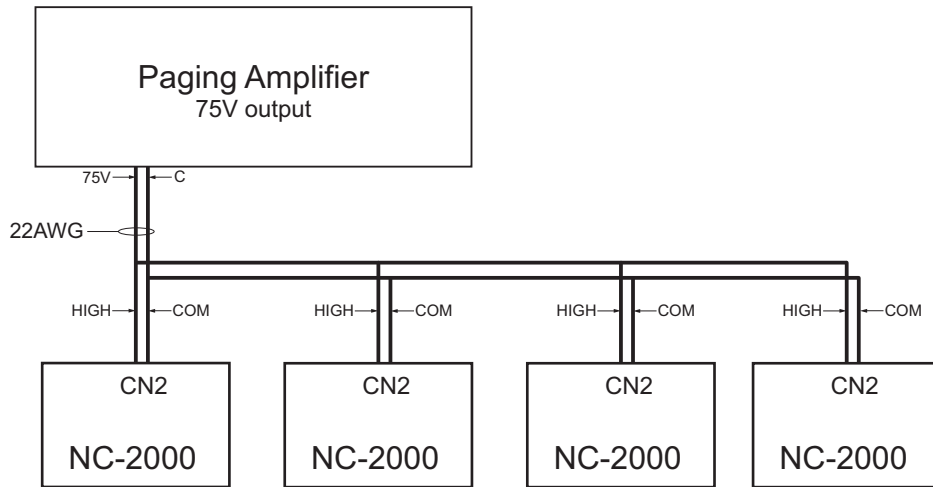 Paging Amplifier
75V output
75V
C
22AWG
HIGH
COM
HIGH
COM
HIGH
COM
HIGH
COM
CN2
CN2
CN2
CN2
NC-2000
NC-2000
NC-2000
NC-2000